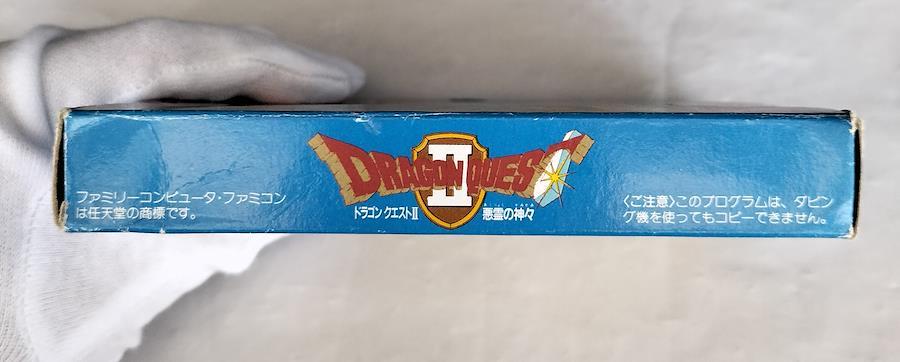 DRAGON QUEST
II
ドラゴンクエストII 悪霊の神々
ファミリーコンピュータ・ファミコン
は任天堂の商標です。
〈ご注意〉このプログラムは、ダビン
グ機を使ってもコピーできません。